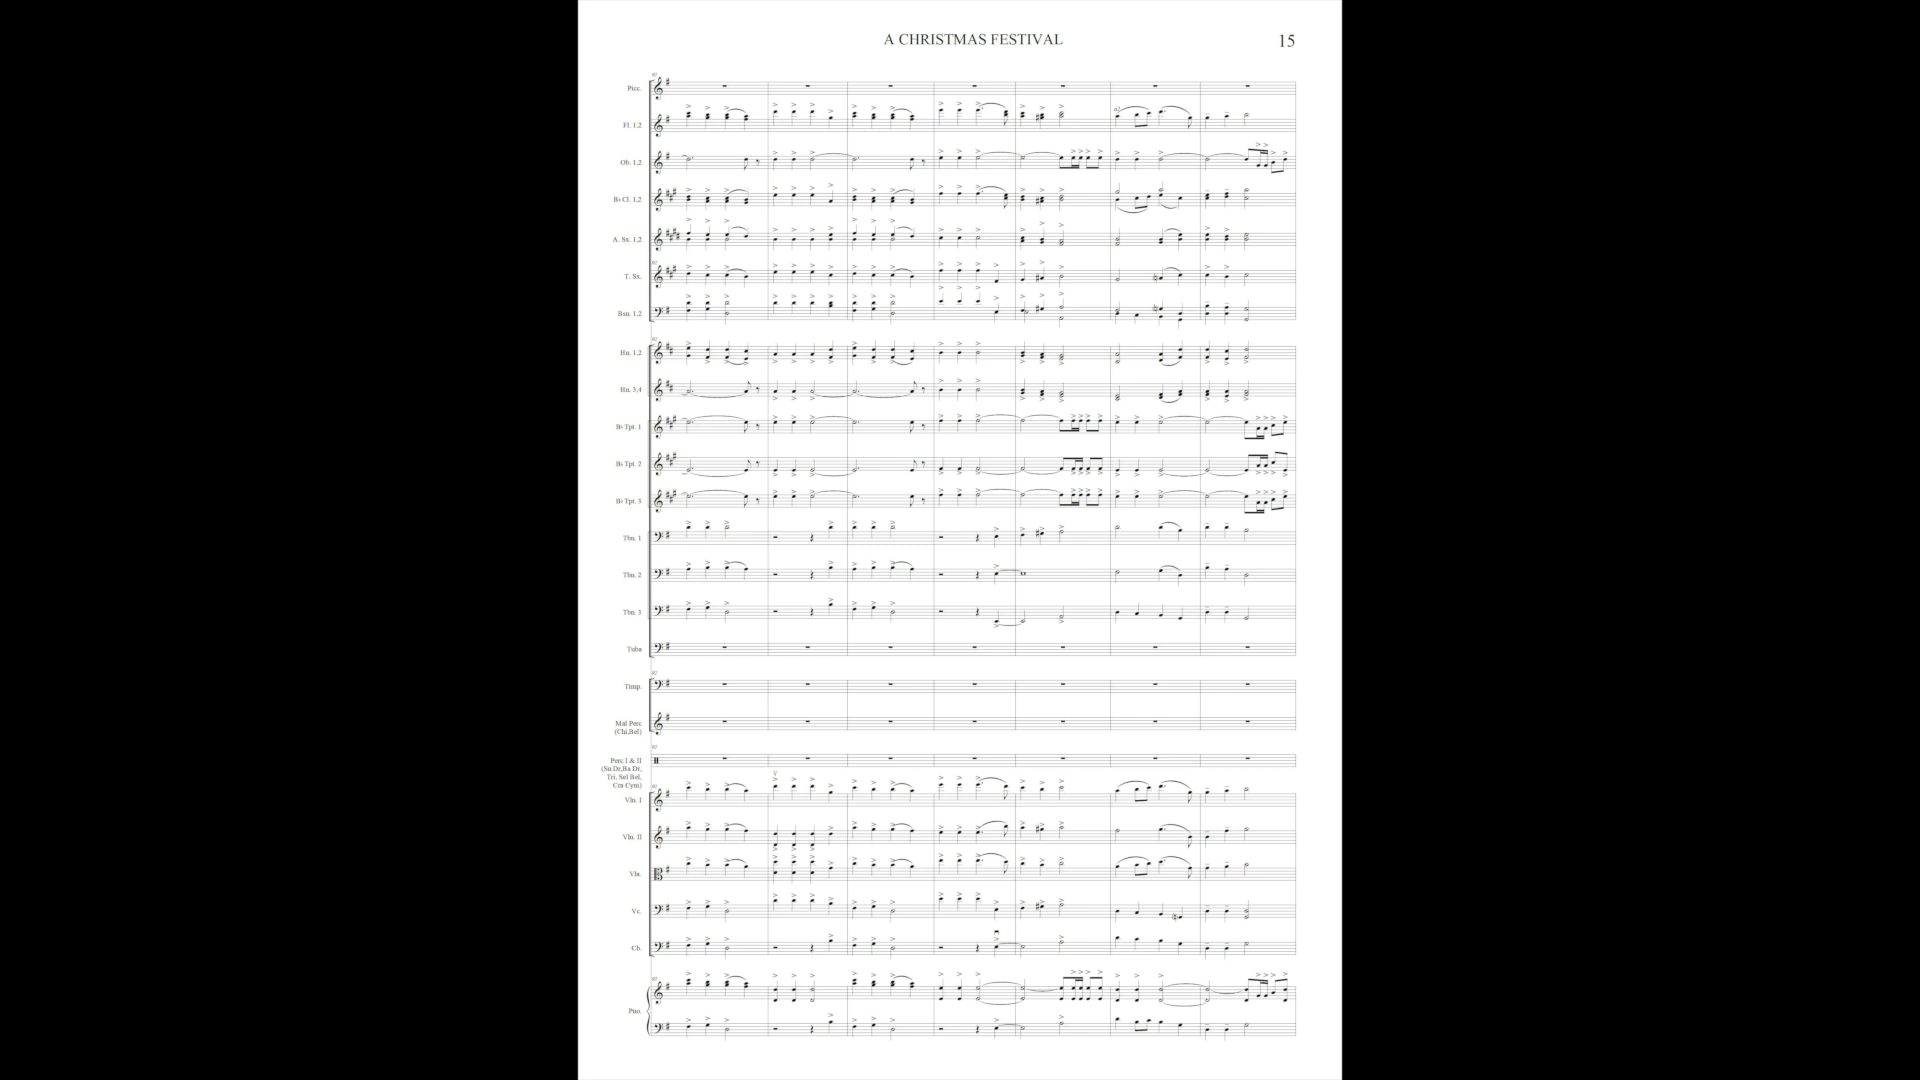 A CHRISTMAS FESTIVAL
15
Picc.
Fl. 1,2
Ob. 1,2
B♭ Cl. 1,2
A. Sx. 1,2
T. Sx.
Bsn. 1,2
Hn. 1,2
Hn. 3,4
B♭ Tpt. 1
B♭ Tpt. 2
B♭ Tpt. 3
Tbn. 1
Tbn. 2
Tbn. 3
Tuba
Timp.
Mal Perc
(Chi,Bel)
Perc I & II
(Sn Dr,Ba Dr,
Tri, Sel Bel,
Cra Cym)
Vln. I
Vln. II
Vla.
Vc.
Cb.
Pno.